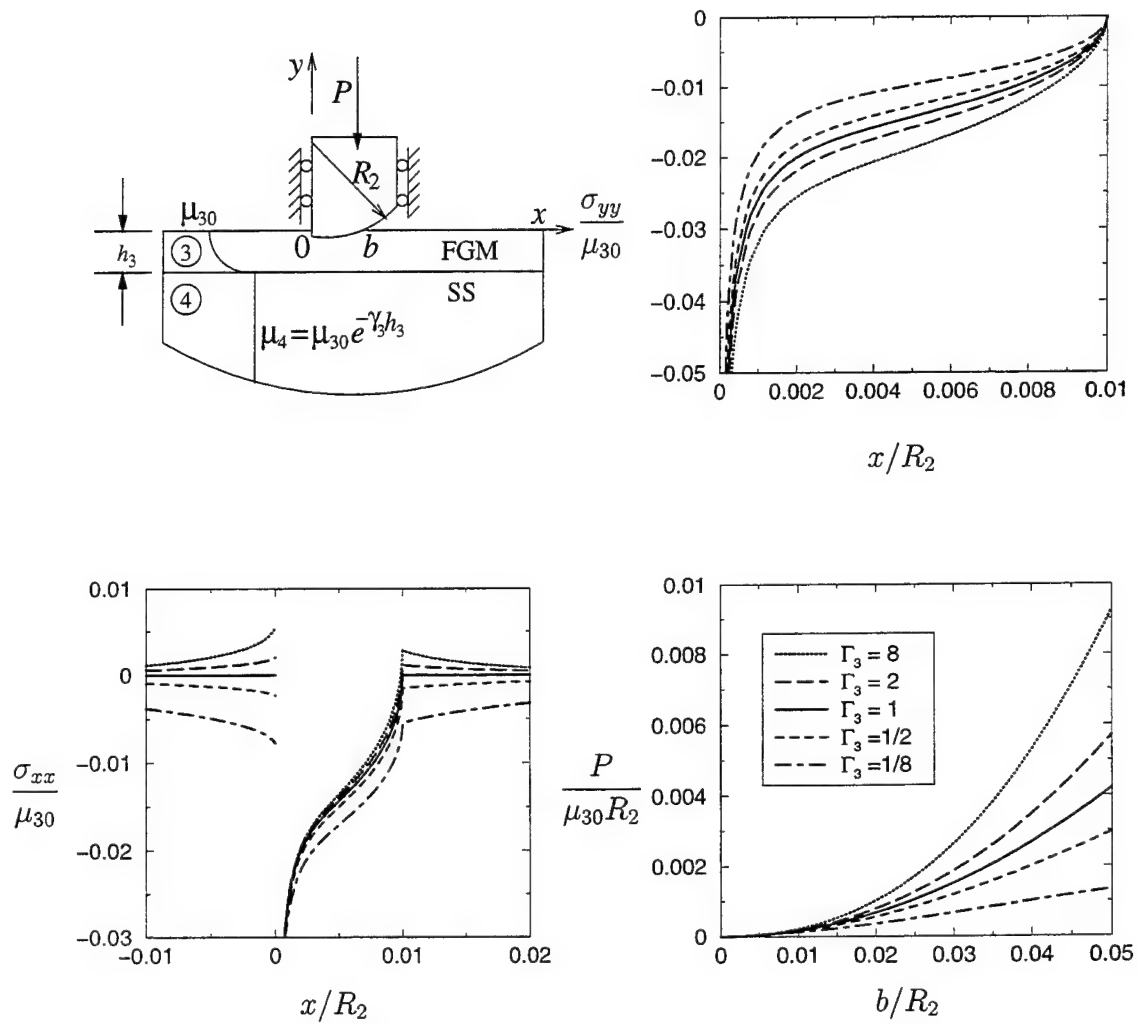 y
P
R₂
μ₃₀
x
h₃
③
0
b
FGM
④
SS
μ₄=μ₃₀e^{-γ₃h₃}
σ_yy/μ₃₀
0
-0.01
-0.02
-0.03
-0.04
-0.05
0 0.002 0.004 0.006 0.008 0.01
x/R₂
σ_xx/μ₃₀
0.01
0
-0.01
-0.02
-0.03
-0.01 0 0.01 0.02
x/R₂
P/μ₃₀R₂
0.01
0.008
0.006
0.004
0.002
0
Γ₃ = 8
Γ₃ = 2
Γ₃ = 1
Γ₃ =1/2
Γ₃ =1/8
0 0.01 0.02 0.03 0.04 0.05
b/R₂